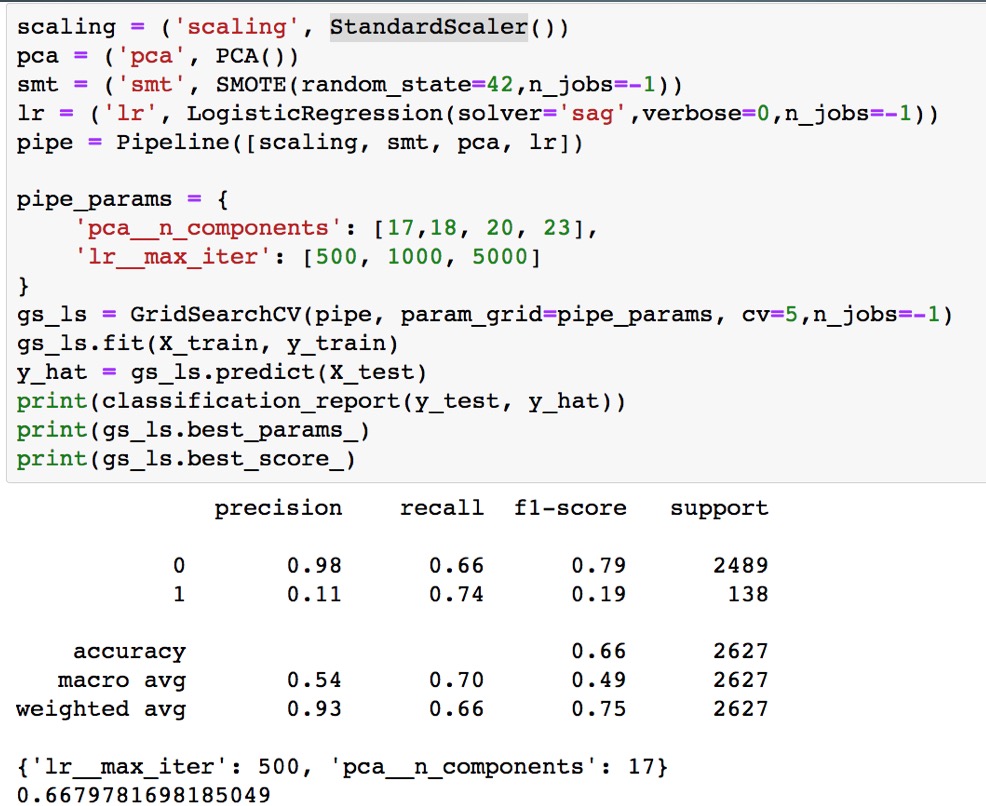 scaling = ('scaling', StandardScaler())
pca = ('pca', PCA())
smt = ('smt', SMOTE(random_state=42,n_jobs=-1))
lr = ('lr', LogisticRegression(solver='sag',verbose=0,n_jobs=-1))
pipe = Pipeline([scaling, smt, pca, lr])
pipe_params = {
'pca__n_components': [17,18, 20, 23],
'lr__max_iter': [500, 1000, 5000]
}
gs_ls = GridSearchCV(pipe, param_grid=pipe_params, cv=5,n_jobs=-1)
gs_ls.fit(X_train, y_train)
y_hat = gs_ls.predict(X_test)
print(classification_report(y_test, y_hat))
print(gs_ls.best_params_)
print(gs_ls.best_score_)
precision recall f1-score support
0 0.98 0.66 0.79 2489
1 0.11 0.74 0.19 138
accuracy 0.66 2627
macro avg 0.54 0.70 0.49 2627
weighted avg 0.93 0.66 0.75 2627
{'lr__max_iter': 500, 'pca__n_components': 17}
0.6679781698185049